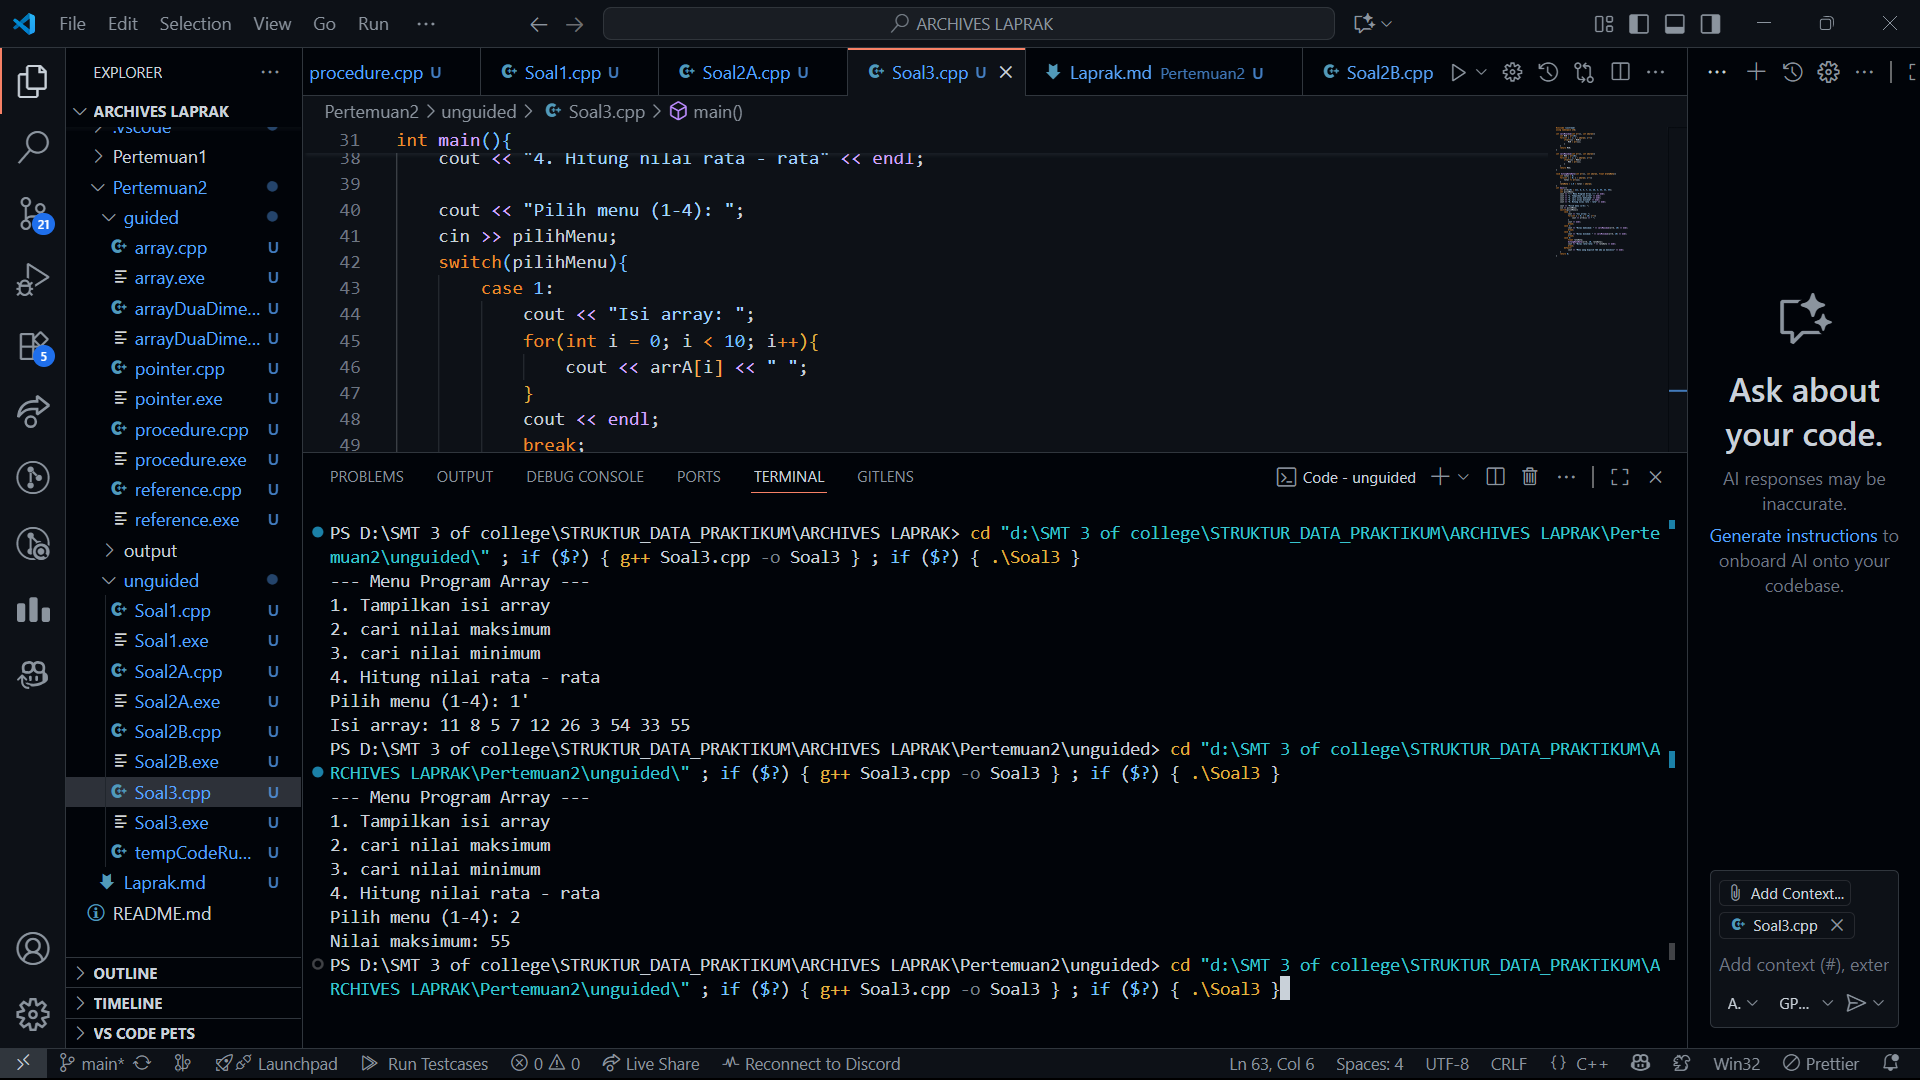 File Edit Selection View Go Run ··· ARCHIVES LAPRAK
EXPLORER
ARCHIVES LAPRAK
.vscode
Pertemuan1
Pertemuan2
guided
array.cpp U
array.exe U
arrayDuaDime... U
arrayDuaDime... U
pointer.cpp U
pointer.exe U
procedure.cpp U
procedure.exe U
reference.cpp U
reference.exe U
output
unguided
Soal1.cpp U
Soal1.exe U
Soal2A.cpp U
Soal2A.exe U
Soal2B.cpp U
Soal2B.exe U
Soal3.cpp U
Soal3.exe U
tempCodeRu... U
Laprak.md U
README.md
OUTLINE
TIMELINE
VS CODE PETS
21
5
procedure.cpp U Soal1.cpp U Soal2A.cpp U Soal3.cpp U Laprak.md Pertemuan2 U Soal2B.cpp
Pertemuan2 > unguided > Soal3.cpp > main()
31 int main(){
38 cout << "4. Hitung nilai rata - rata" << endl;
39
40 cout << "Pilih menu (1-4): ";
41 cin >> pilihMenu;
42 switch(pilihMenu){
43 case 1:
44 cout << "Isi array: ";
45 for(int i = 0; i < 10; i++){
46 cout << arrA[i] << " ";
47 }
48 cout << endl;
49 break;
PROBLEMS OUTPUT DEBUG CONSOLE PORTS TERMINAL GITLENS Code - unguided
PS D:\SMT 3 of college\STRUKTUR_DATA_PRAKTIKUM\ARCHIVES LAPRAK> cd "d:\SMT 3 of college\STRUKTUR_DATA_PRAKTIKUM\ARCHIVES LAPRAK\Perte
muan2\unguided\" ; if ($?) { g++ Soal3.cpp -o Soal3 } ; if ($?) { .\Soal3 }
--- Menu Program Array ---
1. Tampilkan isi array
2. cari nilai maksimum
3. cari nilai minimum
4. Hitung nilai rata - rata
Pilih menu (1-4): 1'
Isi array: 11 8 5 7 12 26 3 54 33 55
PS D:\SMT 3 of college\STRUKTUR_DATA_PRAKTIKUM\ARCHIVES LAPRAK\Pertemuan2\unguided> cd "d:\SMT 3 of college\STRUKTUR_DATA_PRAKTIKUM\A
RCHIVES LAPRAK\Pertemuan2\unguided\" ; if ($?) { g++ Soal3.cpp -o Soal3 } ; if ($?) { .\Soal3 }
--- Menu Program Array ---
1. Tampilkan isi array
2. cari nilai maksimum
3. cari nilai minimum
4. Hitung nilai rata - rata
Pilih menu (1-4): 2
Nilai maksimum: 55
PS D:\SMT 3 of college\STRUKTUR_DATA_PRAKTIKUM\ARCHIVES LAPRAK\Pertemuan2\unguided> cd "d:\SMT 3 of college\STRUKTUR_DATA_PRAKTIKUM\A
RCHIVES LAPRAK\Pertemuan2\unguided\" ; if ($?) { g++ Soal3.cpp -o Soal3 } ; if ($?) { .\Soal3 }
Ask about
your code.
AI responses may be
inaccurate.
Generate instructions to
onboard AI onto your
codebase.
Add Context...
Soal3.cpp
Add context (#), exter
A. GP...
main* Launchpad Run Testcases 0 0 Live Share Reconnect to Discord Ln 63, Col 6 Spaces: 4 UTF-8 CRLF {} C++ Win32 Prettier